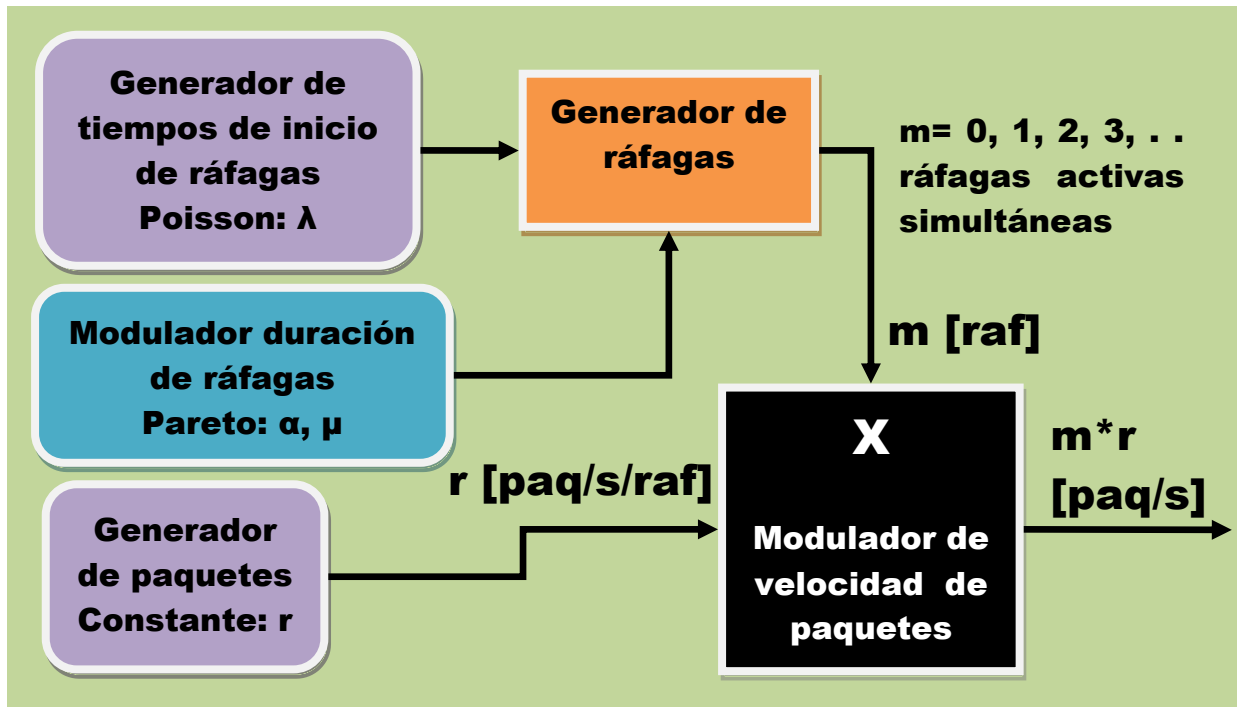 Generador de
tiempos de inicio
de ráfagas
Poisson: λ
Generador de
ráfagas
m= 0, 1, 2, 3, . .
ráfagas activas
simultáneas
Modulador duración
de ráfagas
Pareto: α, μ
m [raf]
r [paq/s/raf]
Generador
de paquetes
Constante: r
X
Modulador de
velocidad de
paquetes
m*r
[paq/s]